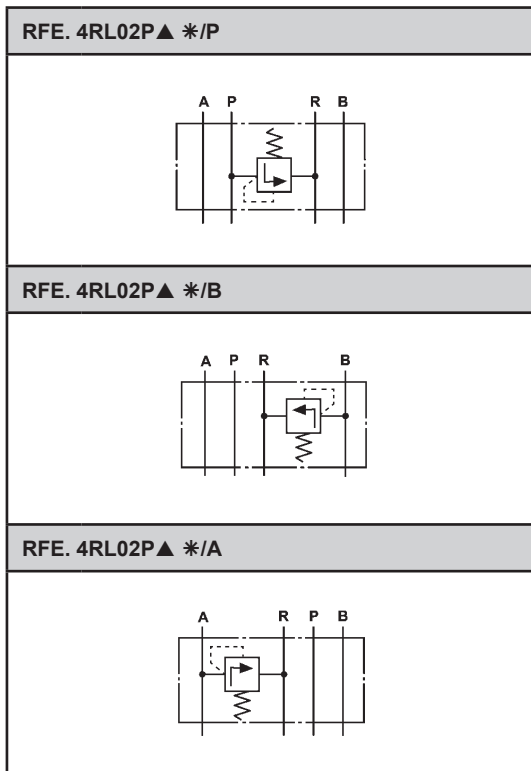 RFE. 4RL02P▲ ✳/P
A P R B
RFE. 4RL02P▲ ✳/B
A P R B
RFE. 4RL02P▲ ✳/A
A R P B